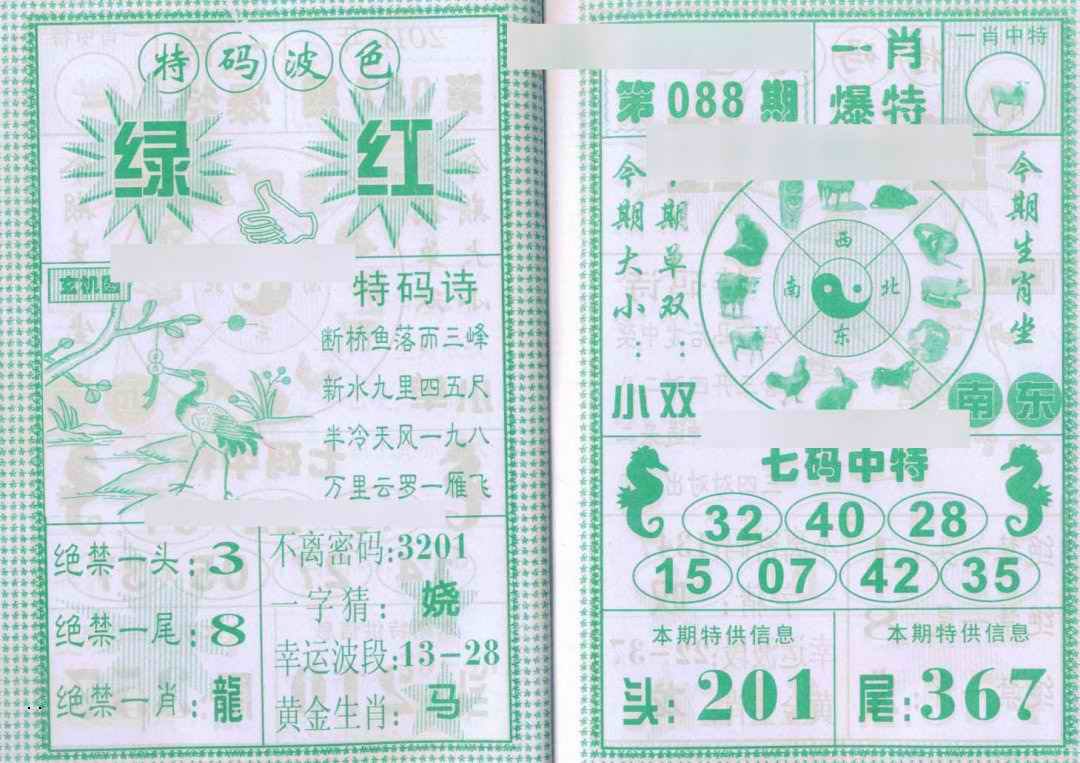 特码波色
绿 红
玄机图
特码诗
断桥鱼落而三峰
新水九里四五尺
半冷天风一九八
万里云罗一雁飞
绝禁一头:3
绝禁一尾:8
绝禁一肖:龍
不离密码:3201
一字猜:娆
幸运波段:13-28
黄金生肖:马
第088期
一肖
爆特
一肖中特
今期大小:
小
期单双:
双
西
南 北
东
今期生肖坐
南东
七码中特
32 40 28
15 07 42 35
本期特供信息
头:201
本期特供信息
尾:367